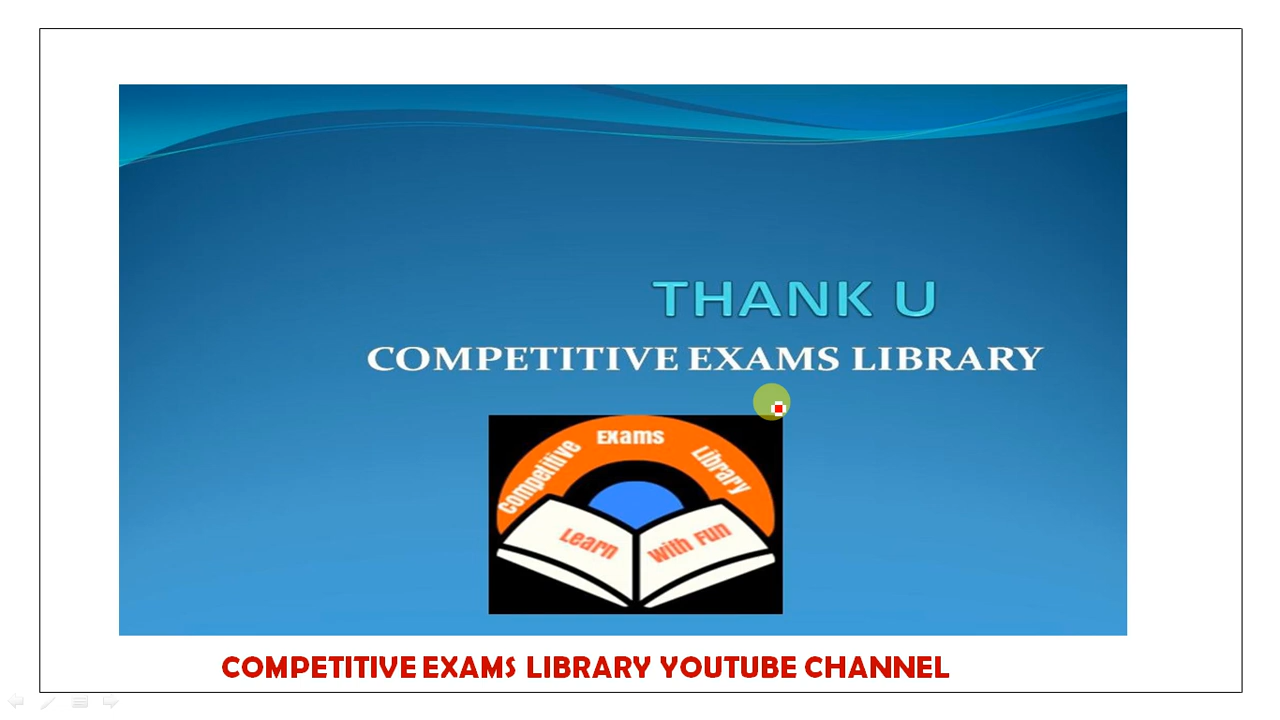 THANK U
COMPETITIVE EXAMS LIBRARY
Competitive Exams Library
Learn with Fun
COMPETITIVE EXAMS LIBRARY YOUTUBE CHANNEL